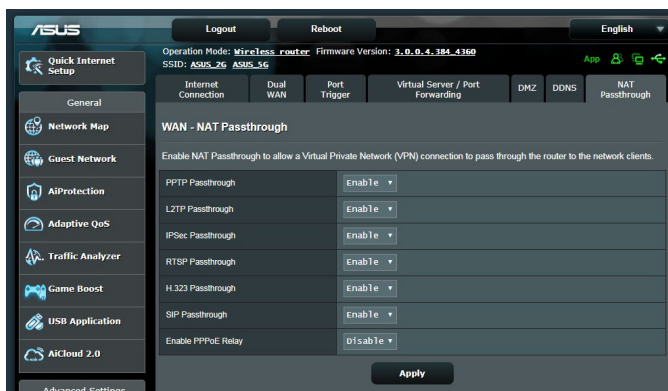 ASUS
Logout
Reboot
English
Quick Internet
Setup
Operation Mode: Wireless router Firmware Version: 3.0.0.4.384_4360
SSID: ASUS_2G ASUS_5G
App
General
Network Map
Guest Network
AiProtection
Adaptive QoS
Traffic Analyzer
Game Boost
USB Application
AiCloud 2.0
Advanced Settings
Internet
Connection
Dual
WAN
Port
Trigger
Virtual Server / Port
Forwarding
DMZ
DDNS
NAT
Passthrough
WAN - NAT Passthrough
Enable NAT Passthrough to allow a Virtual Private Network (VPN) connection to pass through the router to the network clients.
PPTP Passthrough Enable
L2TP Passthrough Enable
IPSec Passthrough Enable
RTSP Passthrough Enable
H.323 Passthrough Enable
SIP Passthrough Enable
Enable PPPoE Relay Disable
Apply